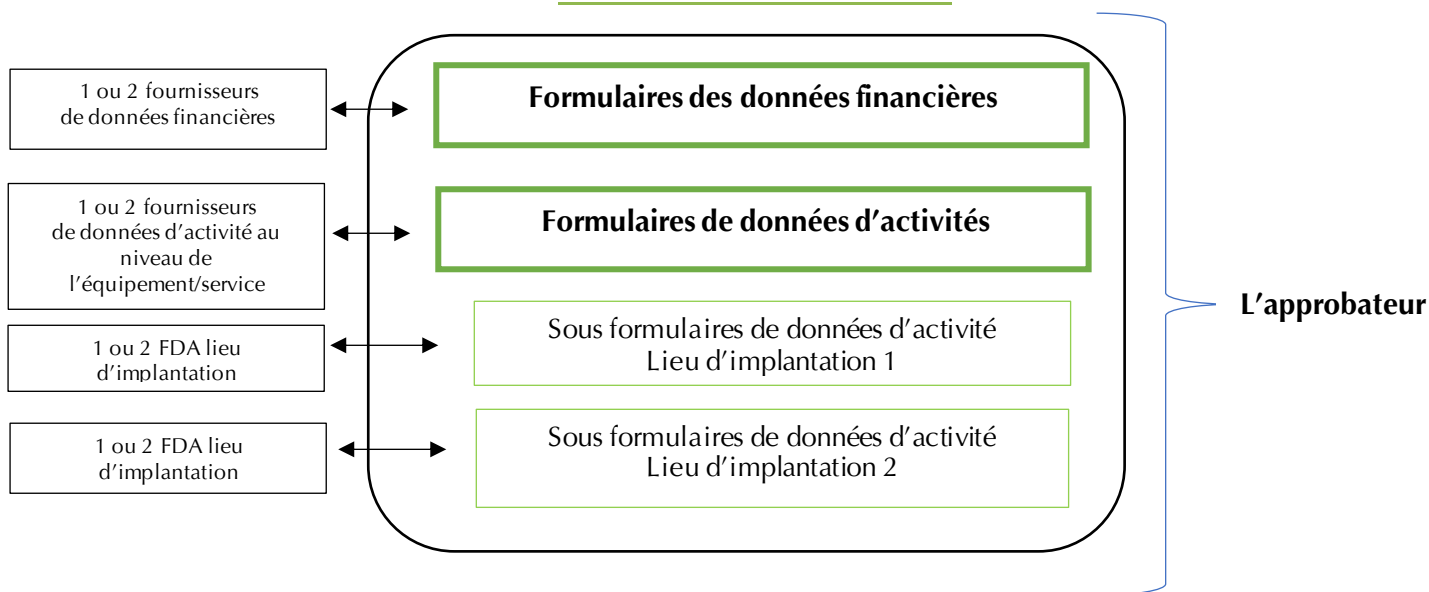 1 ou 2 fournisseurs
de données financières
Formulaires des données financières
1 ou 2 fournisseurs
de données d'activité au
niveau de
l'équipement/service
Formulaires de données d'activités
1 ou 2 FDA lieu
d'implantation
Sous formulaires de données d'activité
Lieu d'implantation 1
1 ou 2 FDA lieu
d'implantation
Sous formulaires de données d'activité
Lieu d'implantation 2
L'approbateur